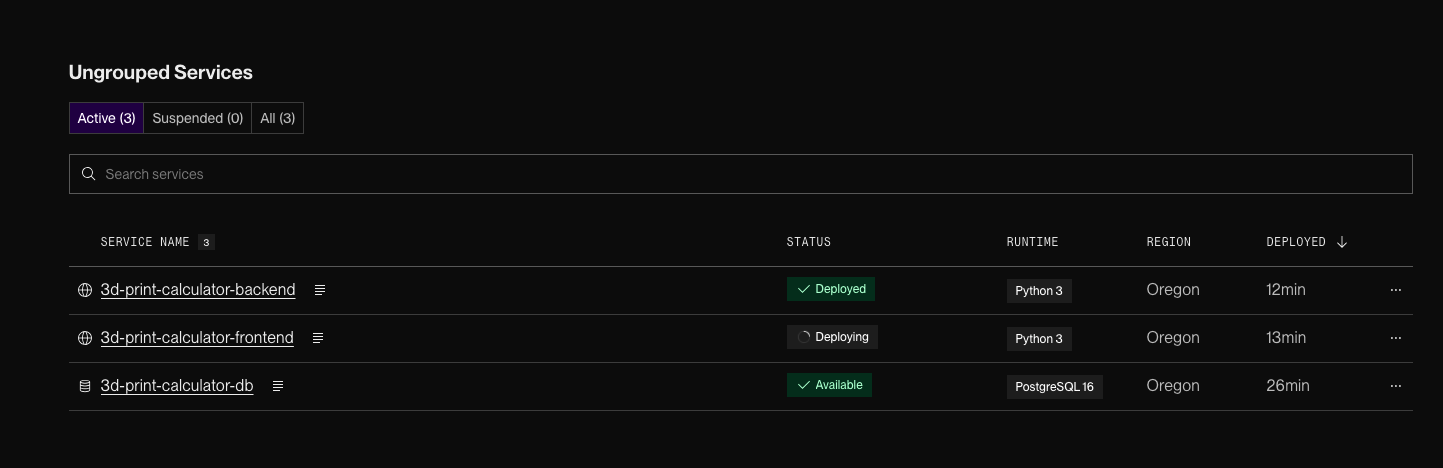 Ungrouped Services
Active (3) Suspended (0) All (3)
Search services
SERVICE NAME 3 STATUS RUNTIME REGION DEPLOYED
3d-print-calculator-backend Deployed Python 3 Oregon 12min
3d-print-calculator-frontend Deploying Python 3 Oregon 13min
3d-print-calculator-db Available PostgreSQL 16 Oregon 26min